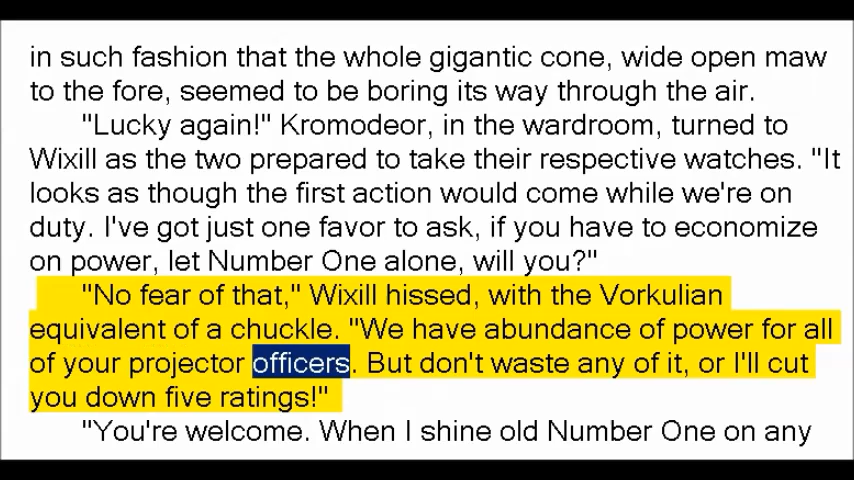 in such fashion that the whole gigantic cone, wide open maw
to the fore, seemed to be boring its way through the air.
"Lucky again!" Kromodeor, in the wardroom, turned to
Wixill as the two prepared to take their respective watches. "It
looks as though the first action would come while we're on
duty. I've got just one favor to ask, if you have to economize
on power, let Number One alone, will you?"
"No fear of that," Wixill hissed, with the Vorkulian
equivalent of a chuckle. "We have abundance of power for all
of your projector officers. But don't waste any of it, or I'll cut
you down five ratings!"
"You're welcome. When I shine old Number One on any